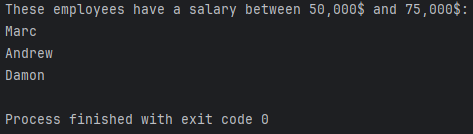 These employees have a salary between 50,000$ and 75,000$:
Marc
Andrew
Damon
Process finished with exit code 0